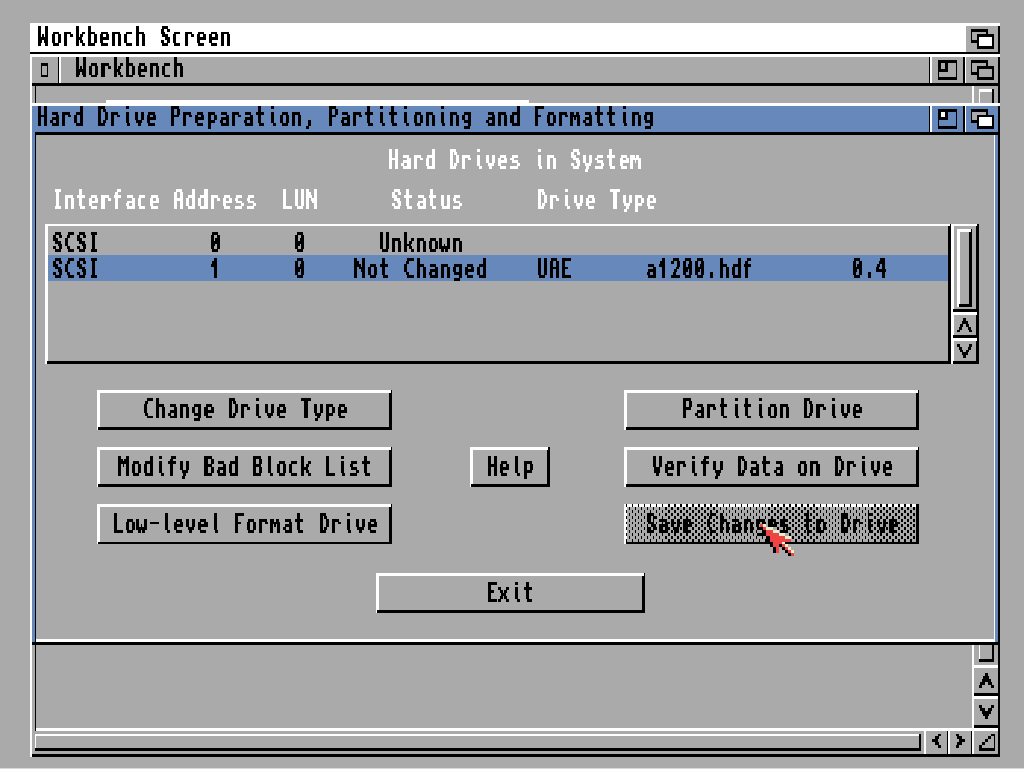 Workbench Screen
Workbench
Hard Drive Preparation, Partitioning and Formatting
Hard Drives in System
Interface Address LUN Status Drive Type
SCSI 0 0 Unknown
SCSI 1 0 Not Changed UAE a1200.hdf 0.4
Change Drive Type Partition Drive
Modify Bad Block List Help Verify Data on Drive
Low-level Format Drive Save Changes to Drive
Exit